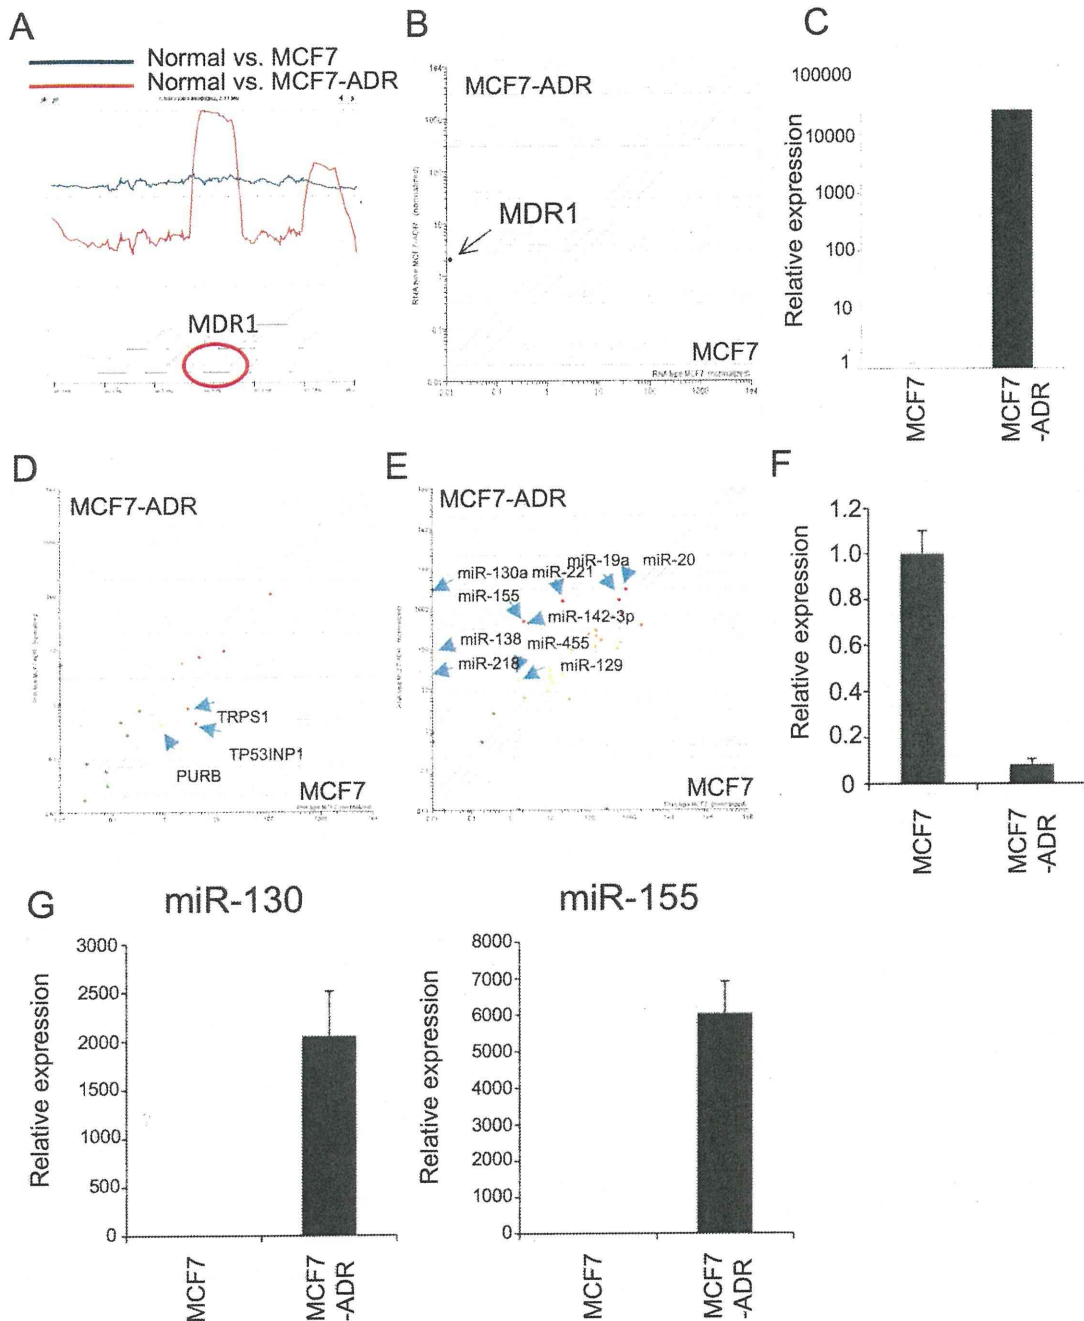 A
Normal vs. MCF7
Normal vs. MCF7-ADR
MDR1
B
MCF7-ADR
MDR1
MCF7
C
Relative expression
100000
10000
1000
100
10
1
MCF7
MCF7
-ADR
D
MCF7-ADR
TRPS1
TP53INP1
PURB
MCF7
E
MCF7-ADR
miR-19a
miR-20
miR-130a
miR-221
miR-155
miR-142-3p
miR-138
miR-455
miR-218
miR-129
MCF7
F
Relative expression
1.2
1.0
0.8
0.6
0.4
0.2
0
MCF7
MCF7
-ADR
G
miR-130
Relative expression
3000
2500
2000
1500
1000
500
0
MCF7
MCF7
-ADR
miR-155
Relative expression
8000
7000
6000
5000
4000
3000
2000
1000
0
MCF7
MCF7
-ADR